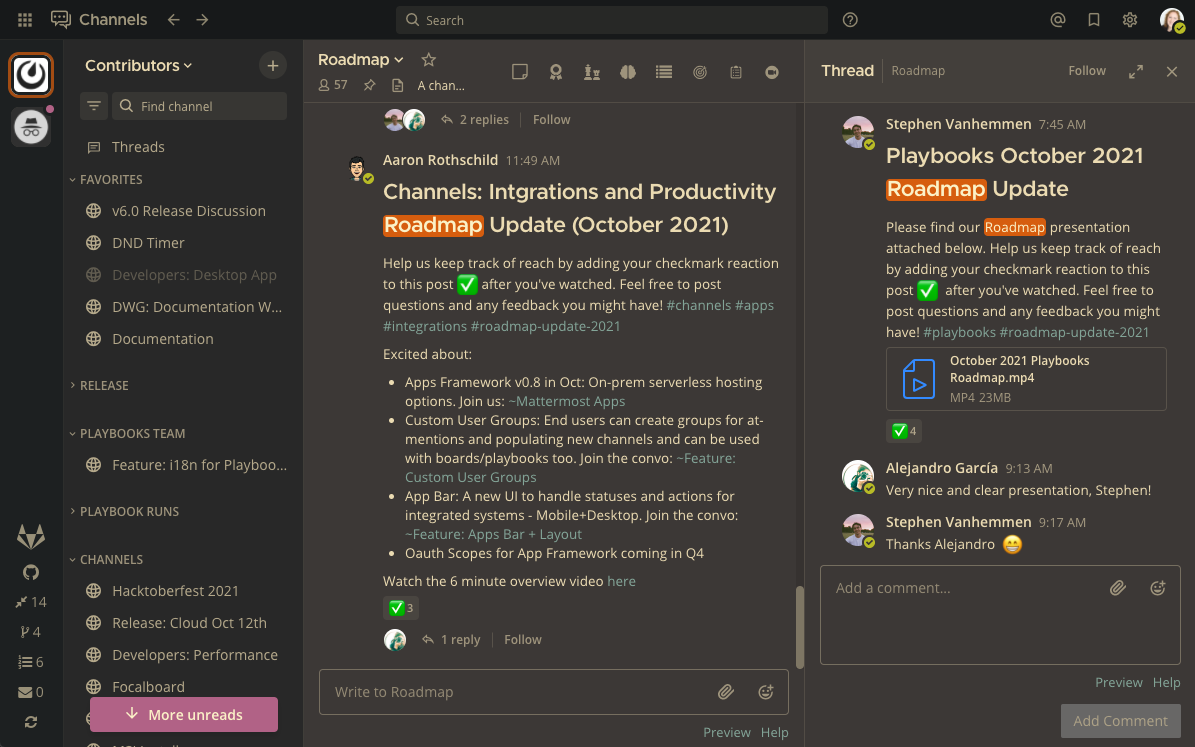 Channels
Search
Contributors
Find channel
Threads
FAVORITES
v6.0 Release Discussion
DND Timer
Developers: Desktop App
DWG: Documentation W...
Documentation
RELEASE
PLAYBOOKS TEAM
Feature: i18n for Playboo...
PLAYBOOK RUNS
CHANNELS
Hacktoberfest 2021
Release: Cloud Oct 12th
Developers: Performance
Focalboard
More unreads
14
4
6
0
Roadmap
57
A chan...
2 replies
Follow
Aaron Rothschild 11:49 AM
Channels: Intgrations and Productivity
Roadmap Update (October 2021)
Help us keep track of reach by adding your checkmark reaction
to this post ✅ after you've watched. Feel free to post
questions and any feedback you might have! #channels #apps
#integrations #roadmap-update-2021
Excited about:
• Apps Framework v0.8 in Oct: On-prem serverless hosting
options. Join us: ~Mattermost Apps
• Custom User Groups: End users can create groups for at-
mentions and populating new channels and can be used
with boards/playbooks too. Join the convo: ~Feature:
Custom User Groups
• App Bar: A new UI to handle statuses and actions for
integrated systems - Mobile+Desktop. Join the convo:
~Feature: Apps Bar + Layout
• Oauth Scopes for App Framework coming in Q4
Watch the 6 minute overview video here
✅ 3
1 reply
Follow
Write to Roadmap
Preview Help
Thread
Roadmap
Follow
Stephen Vanhemmen 7:45 AM
Playbooks October 2021
Roadmap Update
Please find our Roadmap presentation
attached below. Help us keep track of reach
by adding your checkmark reaction to this
post ✅ after you've watched. Feel free to
post questions and any feedback you might
have! #playbooks #roadmap-update-2021
October 2021 Playbooks
Roadmap.mp4
MP4 23MB
✅ 4
Alejandro García 9:13 AM
Very nice and clear presentation, Stephen!
Stephen Vanhemmen 9:17 AM
Thanks Alejandro 😁
Add a comment...
Preview Help
Add Comment